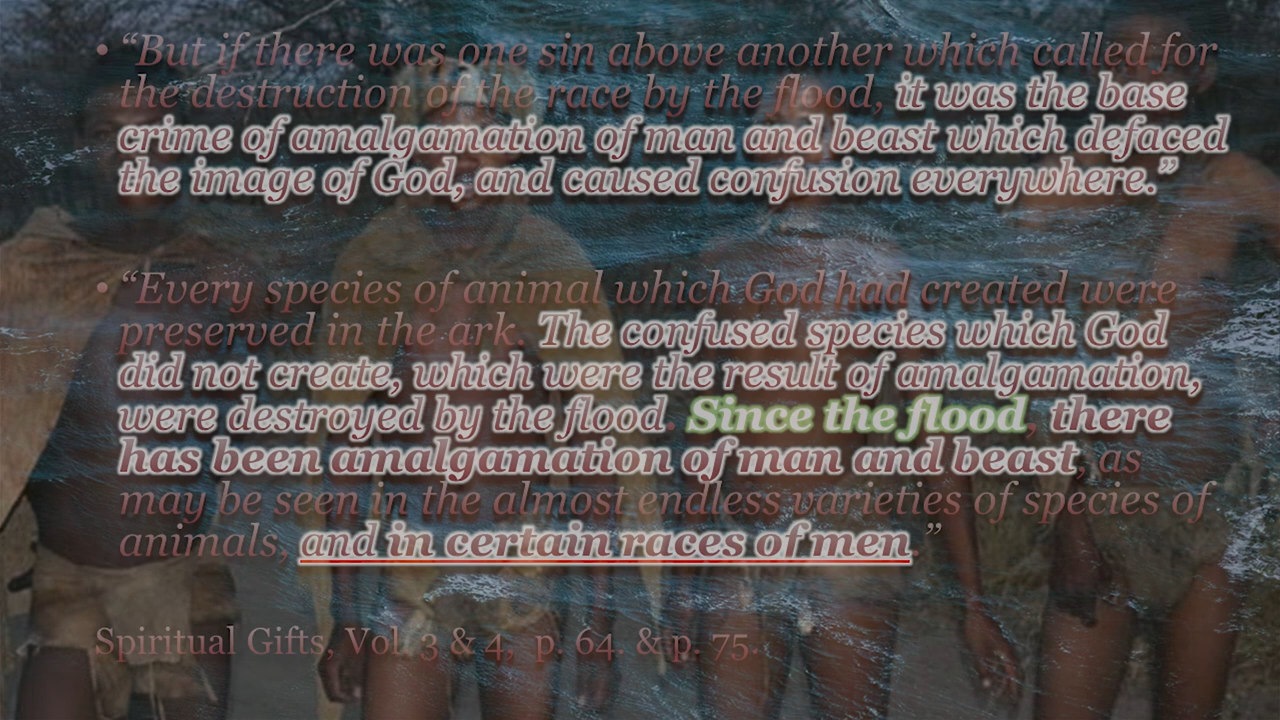 • “But if there was one sin above another which called for
the destruction of the race by the flood, it was the base
crime of amalgamation of man and beast which defaced
the image of God, and caused confusion everywhere.”
• “Every species of animal which God had created were
preserved in the ark. The confused species which God
did not create, which were the result of amalgamation,
were destroyed by the flood. Since the flood, there
has been amalgamation of man and beast, as
may be seen in the almost endless varieties of species of
animals, and in certain races of men.”
Spiritual Gifts, Vol. 3 & 4, p. 64. & p. 75.